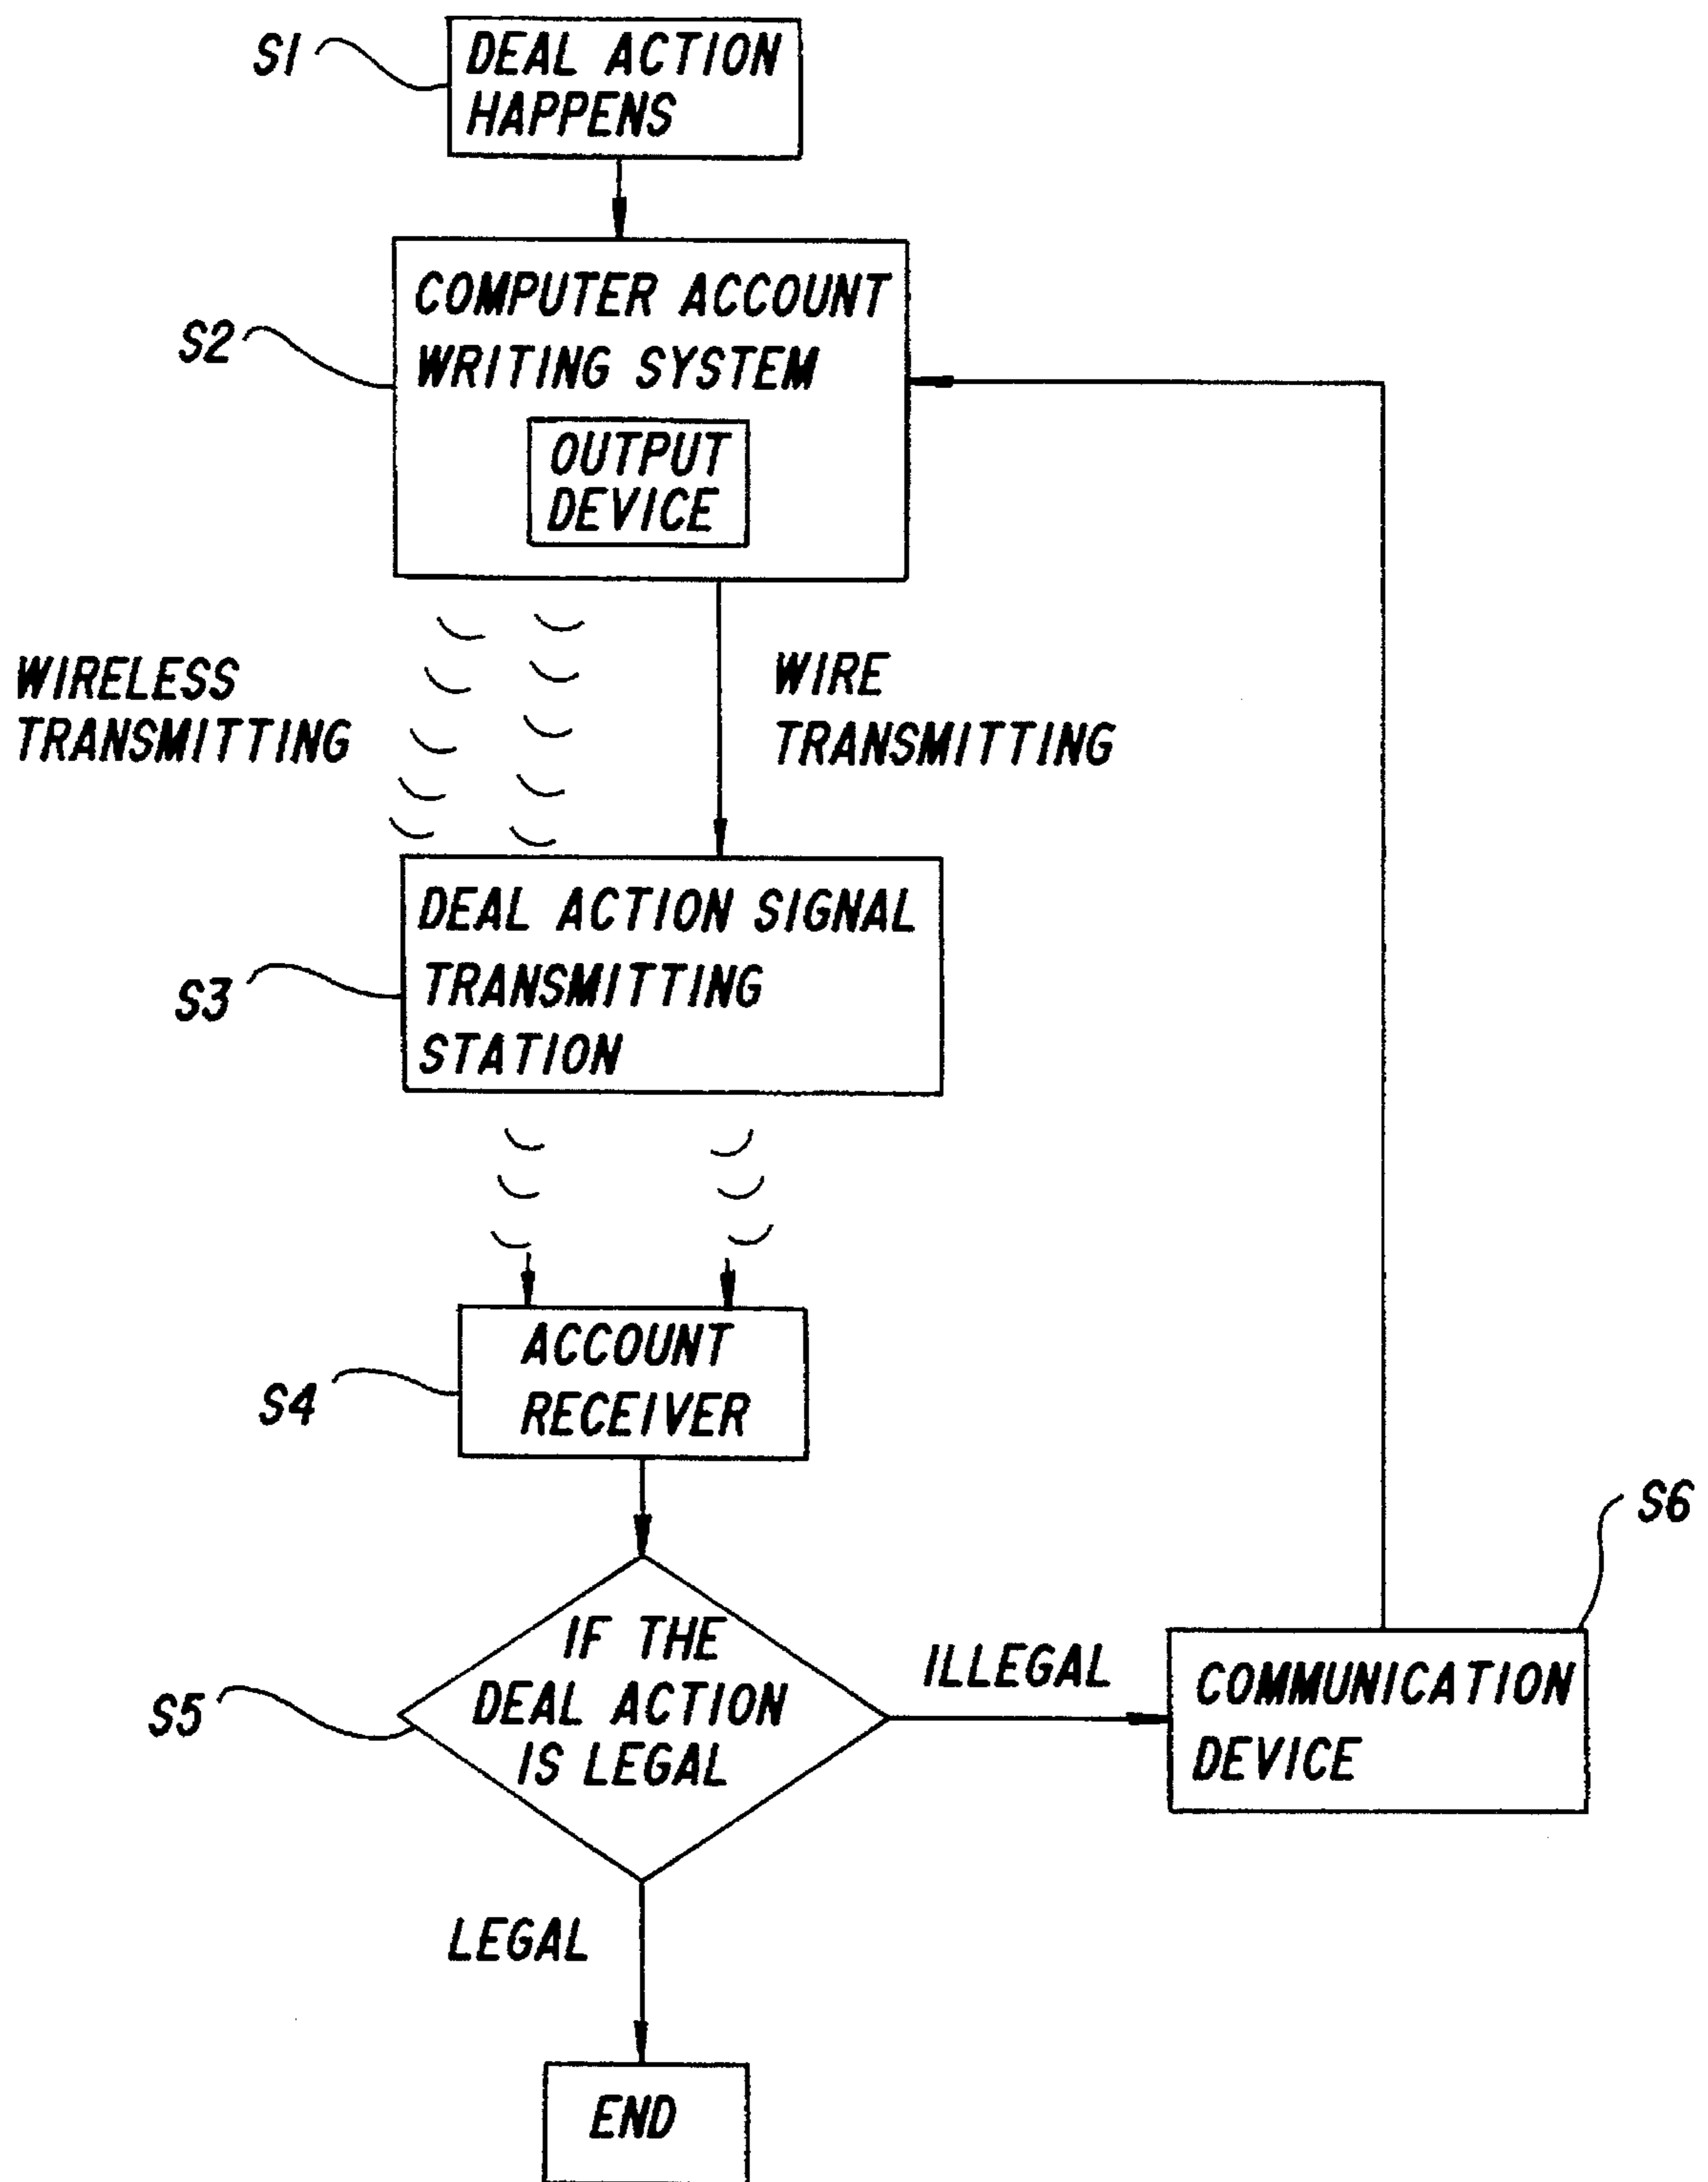 S1
DEAL ACTION
HAPPENS
S2
COMPUTER ACCOUNT
WRITING SYSTEM
OUTPUT
DEVICE
WIRELESS
TRANSMITTING
WIRE
TRANSMITTING
S3
DEAL ACTION SIGNAL
TRANSMITTING
STATION
S4
ACCOUNT
RECEIVER
S5
IF THE
DEAL ACTION
IS LEGAL
ILLEGAL
S6
COMMUNICATION
DEVICE
LEGAL
END